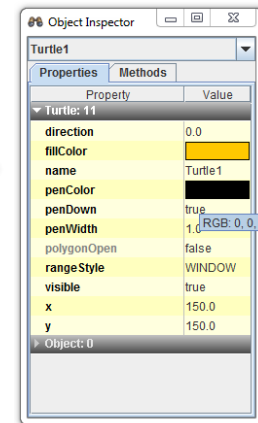 Object Inspector
Turtle1
Properties Methods
Property Value
Turtle: 11
direction 0.0
fillColor
name Turtle1
penColor
penDown true
penWidth 1.0
RGB: 0, 0,
polygonOpen false
rangeStyle WINDOW
visible true
x 150.0
y 150.0
Object: 0